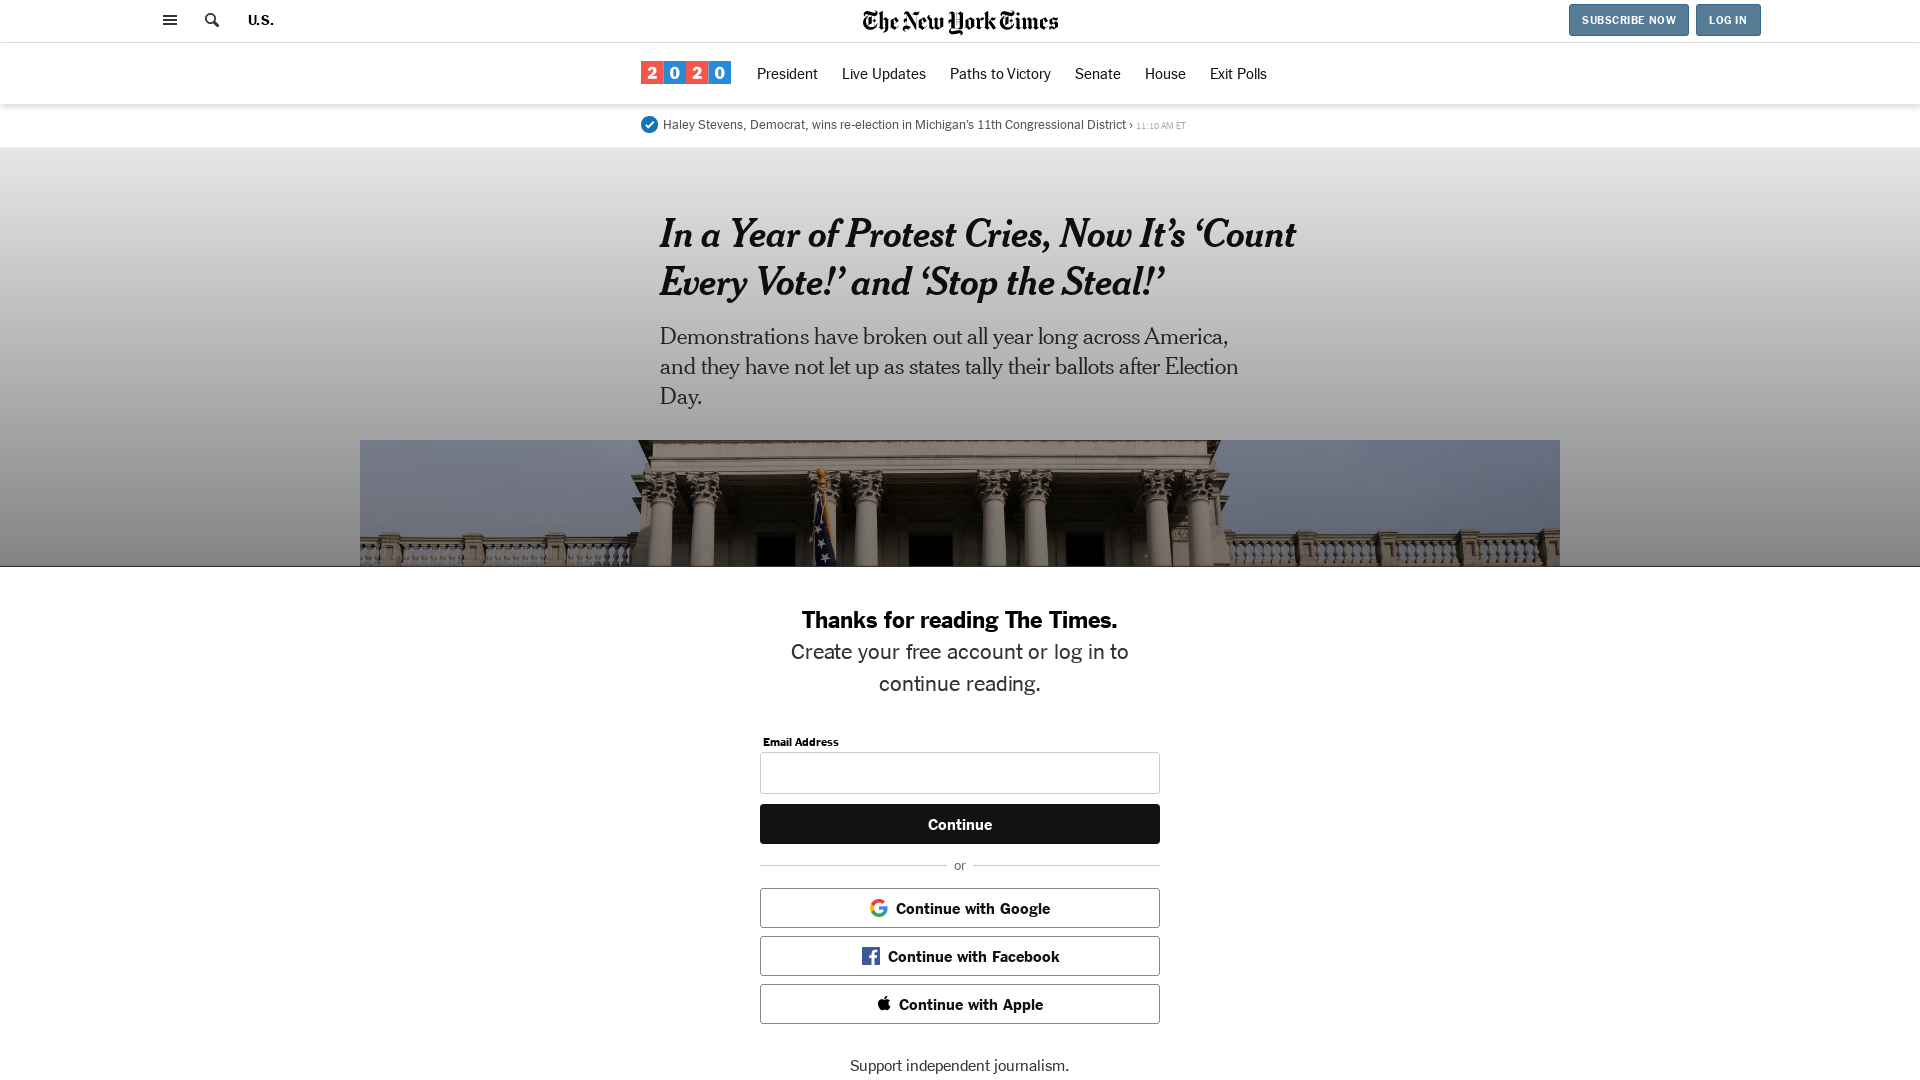 U.S.
The New York Times
SUBSCRIBE NOW
LOG IN
2020
President
Live Updates
Paths to Victory
Senate
House
Exit Polls
Haley Stevens, Democrat, wins re-election in Michigan’s 11th Congressional District › 11:10 AM ET
In a Year of Protest Cries, Now It’s ‘Count
Every Vote!’ and ‘Stop the Steal!’
Demonstrations have broken out all year long across America,
and they have not let up as states tally their ballots after Election
Day.
Thanks for reading The Times.
Create your free account or log in to
continue reading.
Email Address
Continue
or
Continue with Google
Continue with Facebook
Continue with Apple
Support independent journalism.